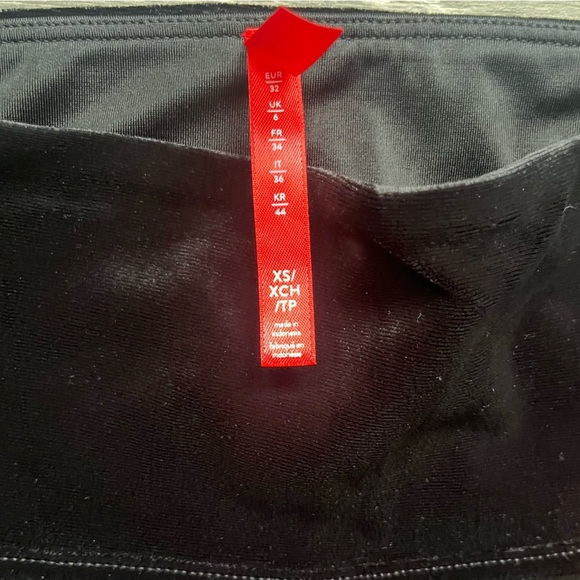 EUR
32
UK
6
FR
34
IT
36
KR
44
XS/
XCH
/TP
made in
indonesia
fabriqué en
indonésie